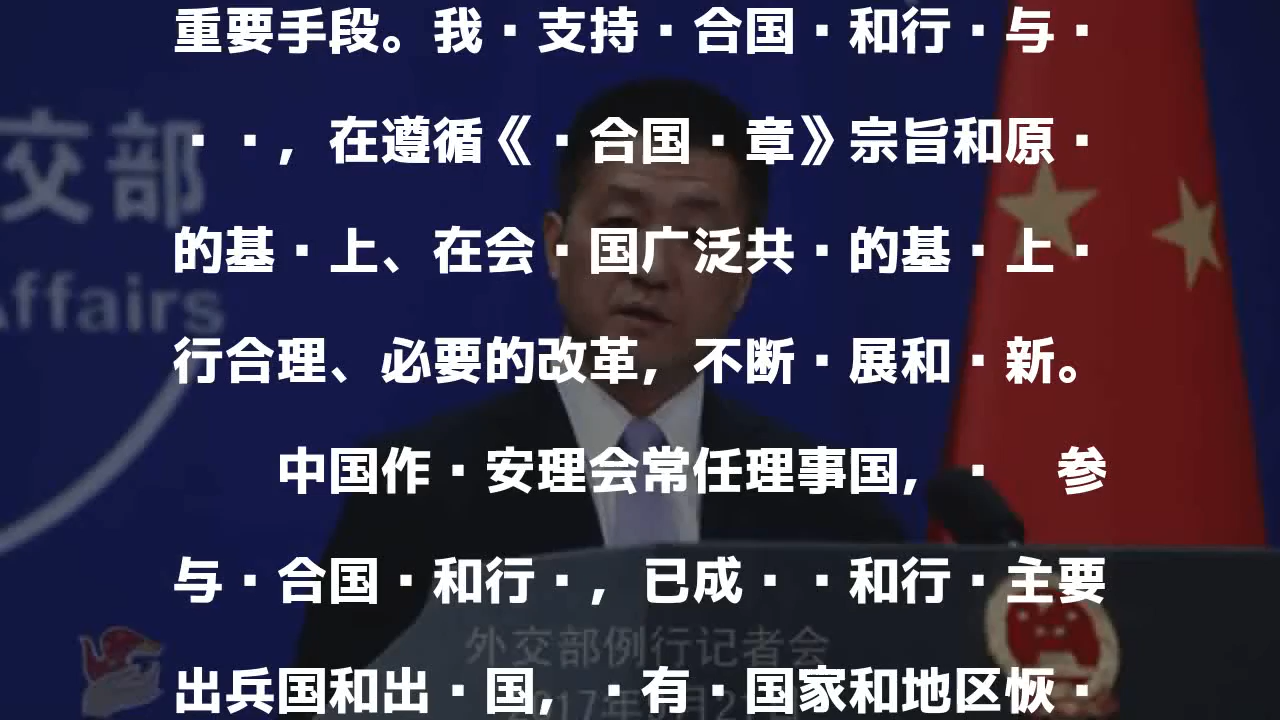 重要手段。我·支持·合国·和行·与·
··，在遵循《·合国·章》宗旨和原·
的基·上、在会·国广泛共·的基·上·
行合理、必要的改革，不断·展和·新。
中国作·安理会常任理事国，· 参
与·合国·和行·，已成··和行·主要
出兵国和出·国，·有·国家和地区恢·
交部
Affairs
外交部例行记者会